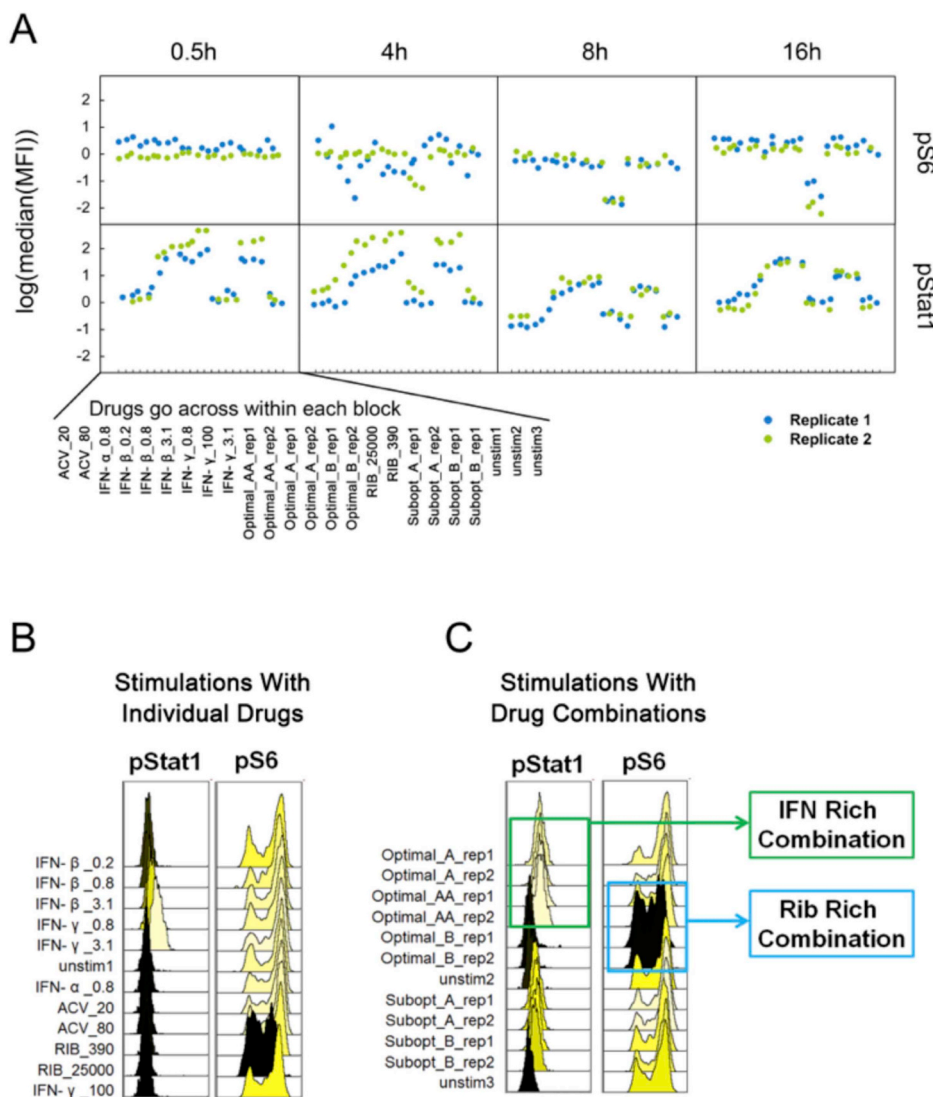 A
0.5h
4h
8h
16h
log(median(MFI))
2
1
0
-1
-2
pS6
2
1
0
-1
-2
pStat1
Drugs go across within each block
ACV_20
ACV_80
IFN- α_0.8
IFN- β_0.2
IFN- β_0.8
IFN- β_3.1
IFN- γ_0.8
IFN- γ_100
IFN- γ_3.1
Optimal_AA_rep1
Optimal_AA_rep2
Optimal_A_rep1
Optimal_A_rep2
Optimal_B_rep1
Optimal_B_rep2
RIB_25000
RIB_390
Subopt_A_rep1
Subopt_A_rep2
Subopt_B_rep1
Subopt_B_rep1
unstim1
unstim2
unstim3
Replicate 1
Replicate 2
B
Stimulations With
Individual Drugs
pStat1
pS6
IFN- β _0.2
IFN- β _0.8
IFN- β _3.1
IFN- γ _0.8
IFN- γ _3.1
unstim1
IFN- α _0.8
ACV_20
ACV_80
RIB_390
RIB_25000
IFN- γ _100
C
Stimulations With
Drug Combinations
pStat1
pS6
Optimal_A_rep1
Optimal_A_rep2
Optimal_AA_rep1
Optimal_AA_rep2
Optimal_B_rep1
Optimal_B_rep2
unstim2
Subopt_A_rep1
Subopt_A_rep2
Subopt_B_rep1
Subopt_B_rep2
unstim3
IFN Rich
Combination
Rib Rich
Combination